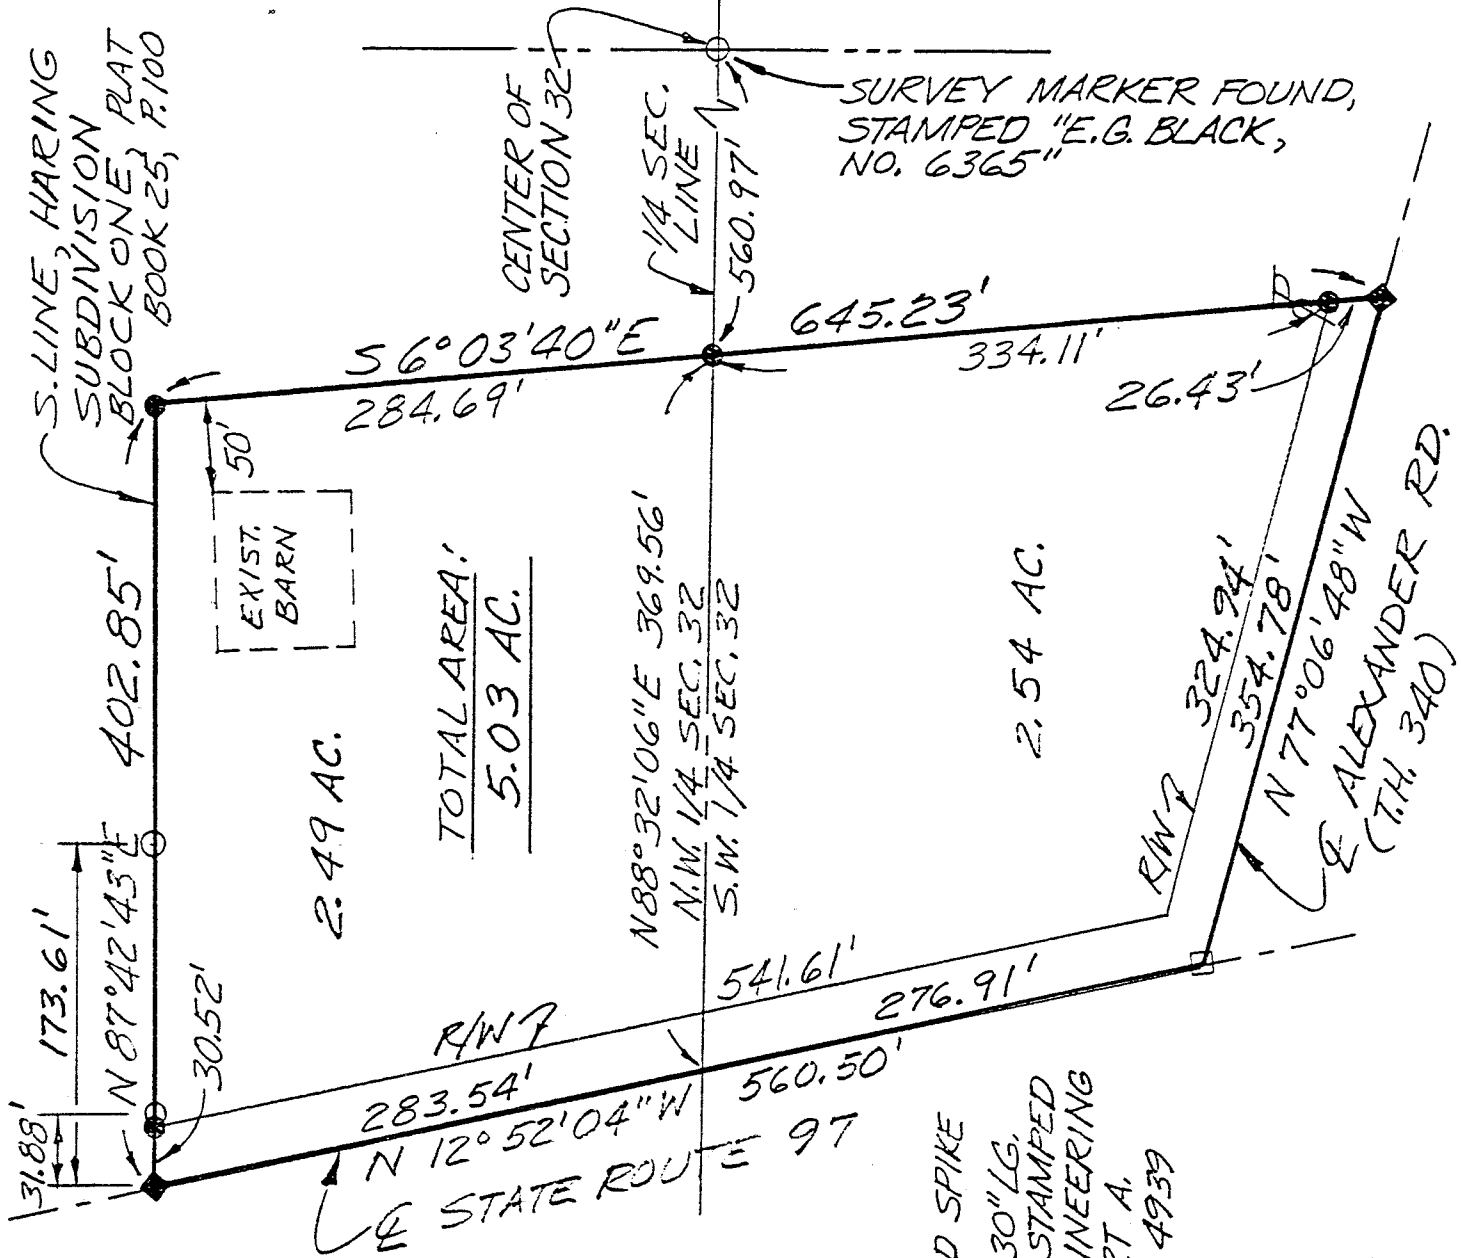 S. LINE, HARING
SUBDIVISION
BLOCK ONE, PLAT
BOOK 25, P. 100
CENTER OF
SECTION 32
1/4 SEC.
LINE
560.97'
SURVEY MARKER FOUND,
STAMPED "E.G. BLACK,
NO. 6365"
S 6°03'40"E
645.23'
284.69'
334.11'
26.43'
50'
EXIST.
BARN
402.85'
173.61'
N 87°42'43"E
31.88'
30.52'
TOTAL AREA:
5.03 AC.
2.49 AC.
N88°32'06"E 369.56'
N.W. 1/4 SEC. 32
S.W. 1/4 SEC. 32
2.54 AC.
324.94'
354.78'
N 77°06'48"W
R/W
℄ ALEXANDER RD.
(T.H. 340)
541.61'
276.91'
R/W
283.54'
560.50'
N 12°52'04"W
℄ STATE ROUTE 97
D SPIKE
30" LG.
STAMPED
INEERING
RT A.
4939